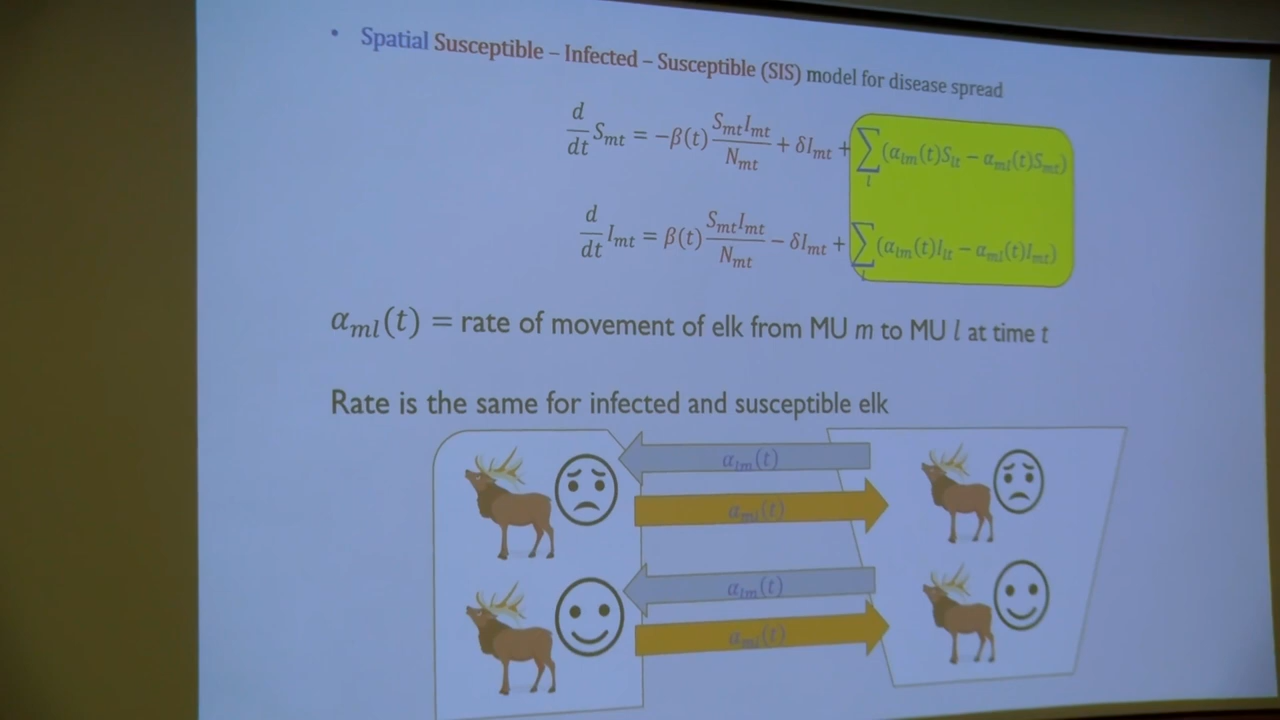 • Spatial Susceptible – Infected – Susceptible (SIS) model for disease spread
d/dt S_mt = −β(t) S_mt I_mt / N_mt + δI_mt + ∑_l (α_lm(t)S_lt − α_ml(t)S_mt)
d/dt I_mt = β(t) S_mt I_mt / N_mt − δI_mt + ∑_l (α_lm(t)I_lt − α_ml(t)I_mt)
α_ml(t) = rate of movement of elk from MU m to MU l at time t
Rate is the same for infected and susceptible elk
α_lm(t)
α_ml(t)
α_lm(t)
α_ml(t)